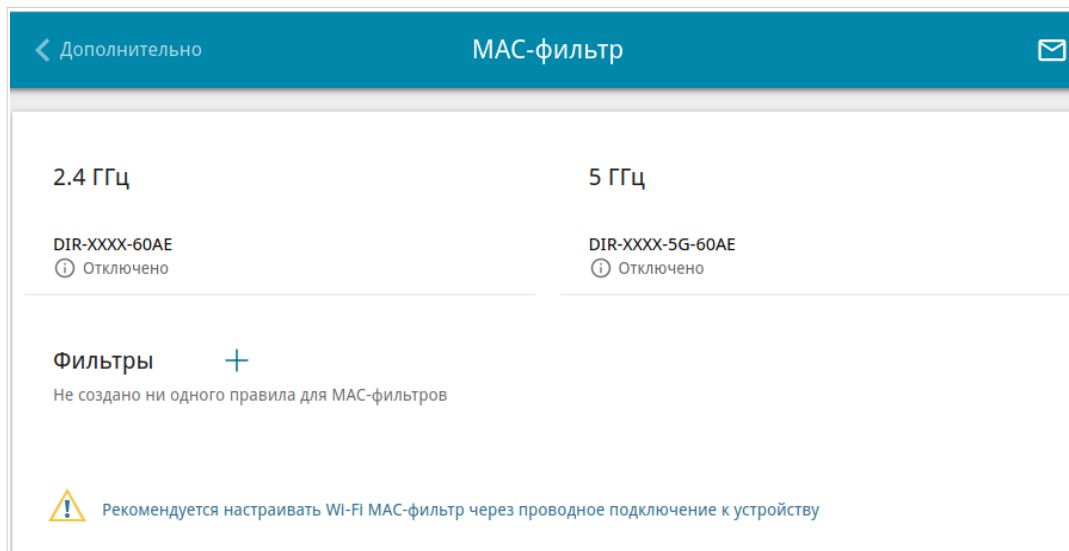 Дополнительно
MAC-фильтр
2.4 ГГц
5 ГГц
DIR-XXXX-60AE
DIR-XXXX-5G-60AE
Отключено
Отключено
Фильтры
Не создано ни одного правила для MAC-фильтров
Рекомендуется настраивать Wi-Fi MAC-фильтр через проводное подключение к устройству